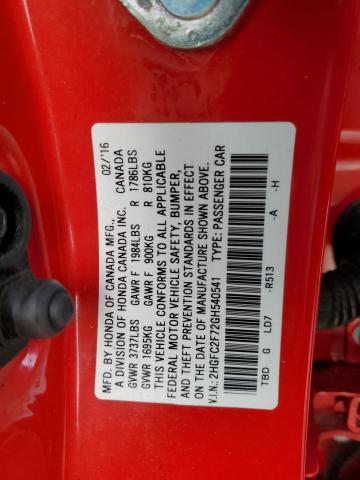 MFD. BY HONDA OF CANADA MFG., 02/'16
A DIVISION OF HONDA CANADA INC. CANADA
GVWR 3737LBS GAWR F 1984LBS R 1786LBS
GVWR 1695KG GAWR F 900KG R 810KG
THIS VEHICLE CONFORMS TO ALL APPLICABLE
FEDERAL MOTOR VEHICLE SAFETY, BUMPER,
AND THEFT PREVENTION STANDARDS IN EFFECT
ON THE DATE OF MANUFACTURE SHOWN ABOVE.
V.I.N.: 2HGFC2F72GH540541 TYPE: PASSENGER CAR
TBD G LD7 -R513 -A -H